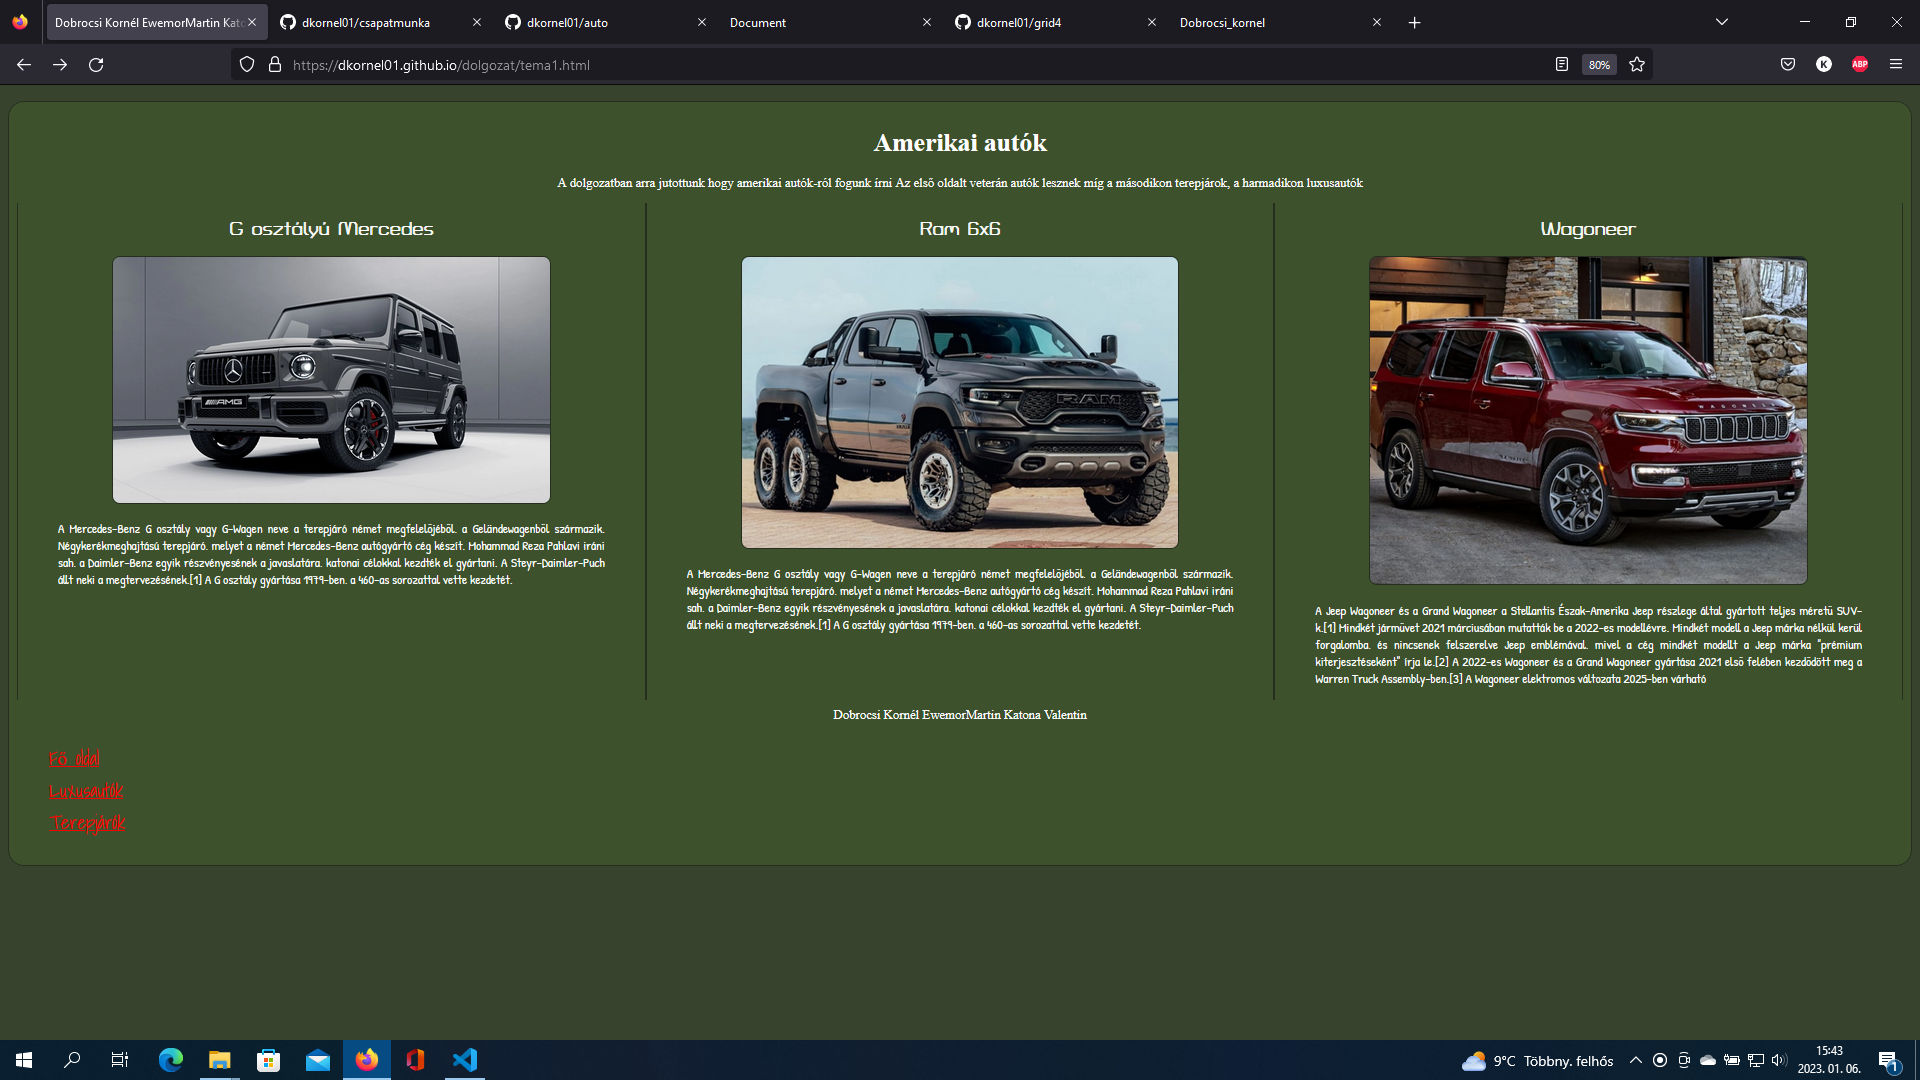 Dobrocsi Kornél EwemorMartin Kato
dkornel01/csapatmunka
dkornel01/auto
Document
dkornel01/grid4
Dobrocsi_kornel
https://dkornel01.github.io/dolgozat/tema1.html
80%
K
ABP
Amerikai autók
A dolgozatban arra jutottunk hogy amerikai autók-ról fogunk írni Az első oldalt veterán autók lesznek míg a másodikon terepjárok, a harmadikon luxusautók
G osztályú Mercedes
AMG
A Mercedes-Benz G osztály vagy G-Wagen neve a terepjáró német megfelelőjéből, a Geländewagenből származik.
Négykerékmeghajtású terepjáró, melyet a német Mercedes-Benz autógyártó cég készít. Mohammad Reza Pahlavi iráni
sah, a Daimler-Benz egyik részvényesének a javaslatára, katonai célokkal kezdték el gyártani. A Steyr-Daimler-Puch
állt neki a megtervezésének.[1] A G osztály gyártása 1979-ben, a 460-as sorozattal vette kezdetét.
Ram 6x6
RAM
A Mercedes-Benz G osztály vagy G-Wagen neve a terepjáró német megfelelőjéből, a Geländewagenből származik.
Négykerékmeghajtású terepjáró, melyet a német Mercedes-Benz autógyártó cég készít. Mohammad Reza Pahlavi iráni
sah, a Daimler-Benz egyik részvényesének a javaslatára, katonai célokkal kezdték el gyártani. A Steyr-Daimler-Puch
állt neki a megtervezésének.[1] A G osztály gyártása 1979-ben, a 460-as sorozattal vette kezdetét.
Wagoneer
A Jeep Wagoneer és a Grand Wagoneer a Stellantis Észak-Amerika Jeep részlege által gyártott teljes méretű SUV-
k.[1] Mindkét járművet 2021 márciusában mutatták be a 2022-es modellévre. Mindkét modell a Jeep márka nélkül kerül
forgalomba, és nincsenek felszerelve Jeep emblémával, mivel a cég mindkét modellt a Jeep márka "prémium
kiterjesztéseként" írja le.[2] A 2022-es Wagoneer és a Grand Wagoneer gyártása 2021 első felében kezdődött meg a
Warren Truck Assembly-ben.[3] A Wagoneer elektromos változata 2025-ben várható
Dobrocsi Kornél EwemorMartin Katona Valentin
Fő oldal
Luxusautók
Terepjárók
9°C Többny. felhős
15:43
2023. 01. 06.
1